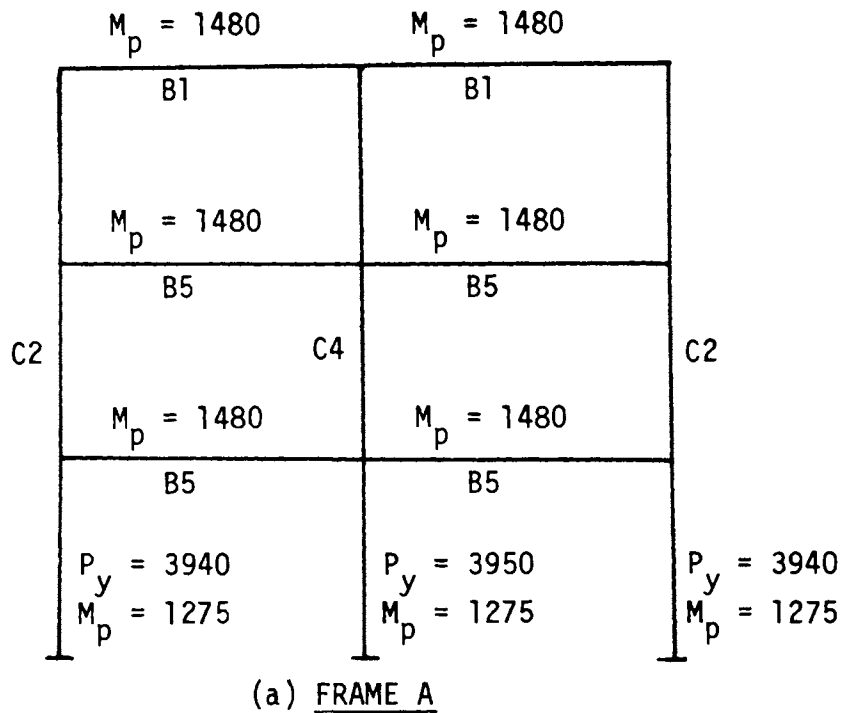 M_p = 1480 M_p = 1480
B1 B1
M_p = 1480 M_p = 1480
B5 B5
C2 C4 C2
M_p = 1480 M_p = 1480
B5 B5
P_y = 3940 P_y = 3950 P_y = 3940
M_p = 1275 M_p = 1275 M_p = 1275
(a) FRAME A